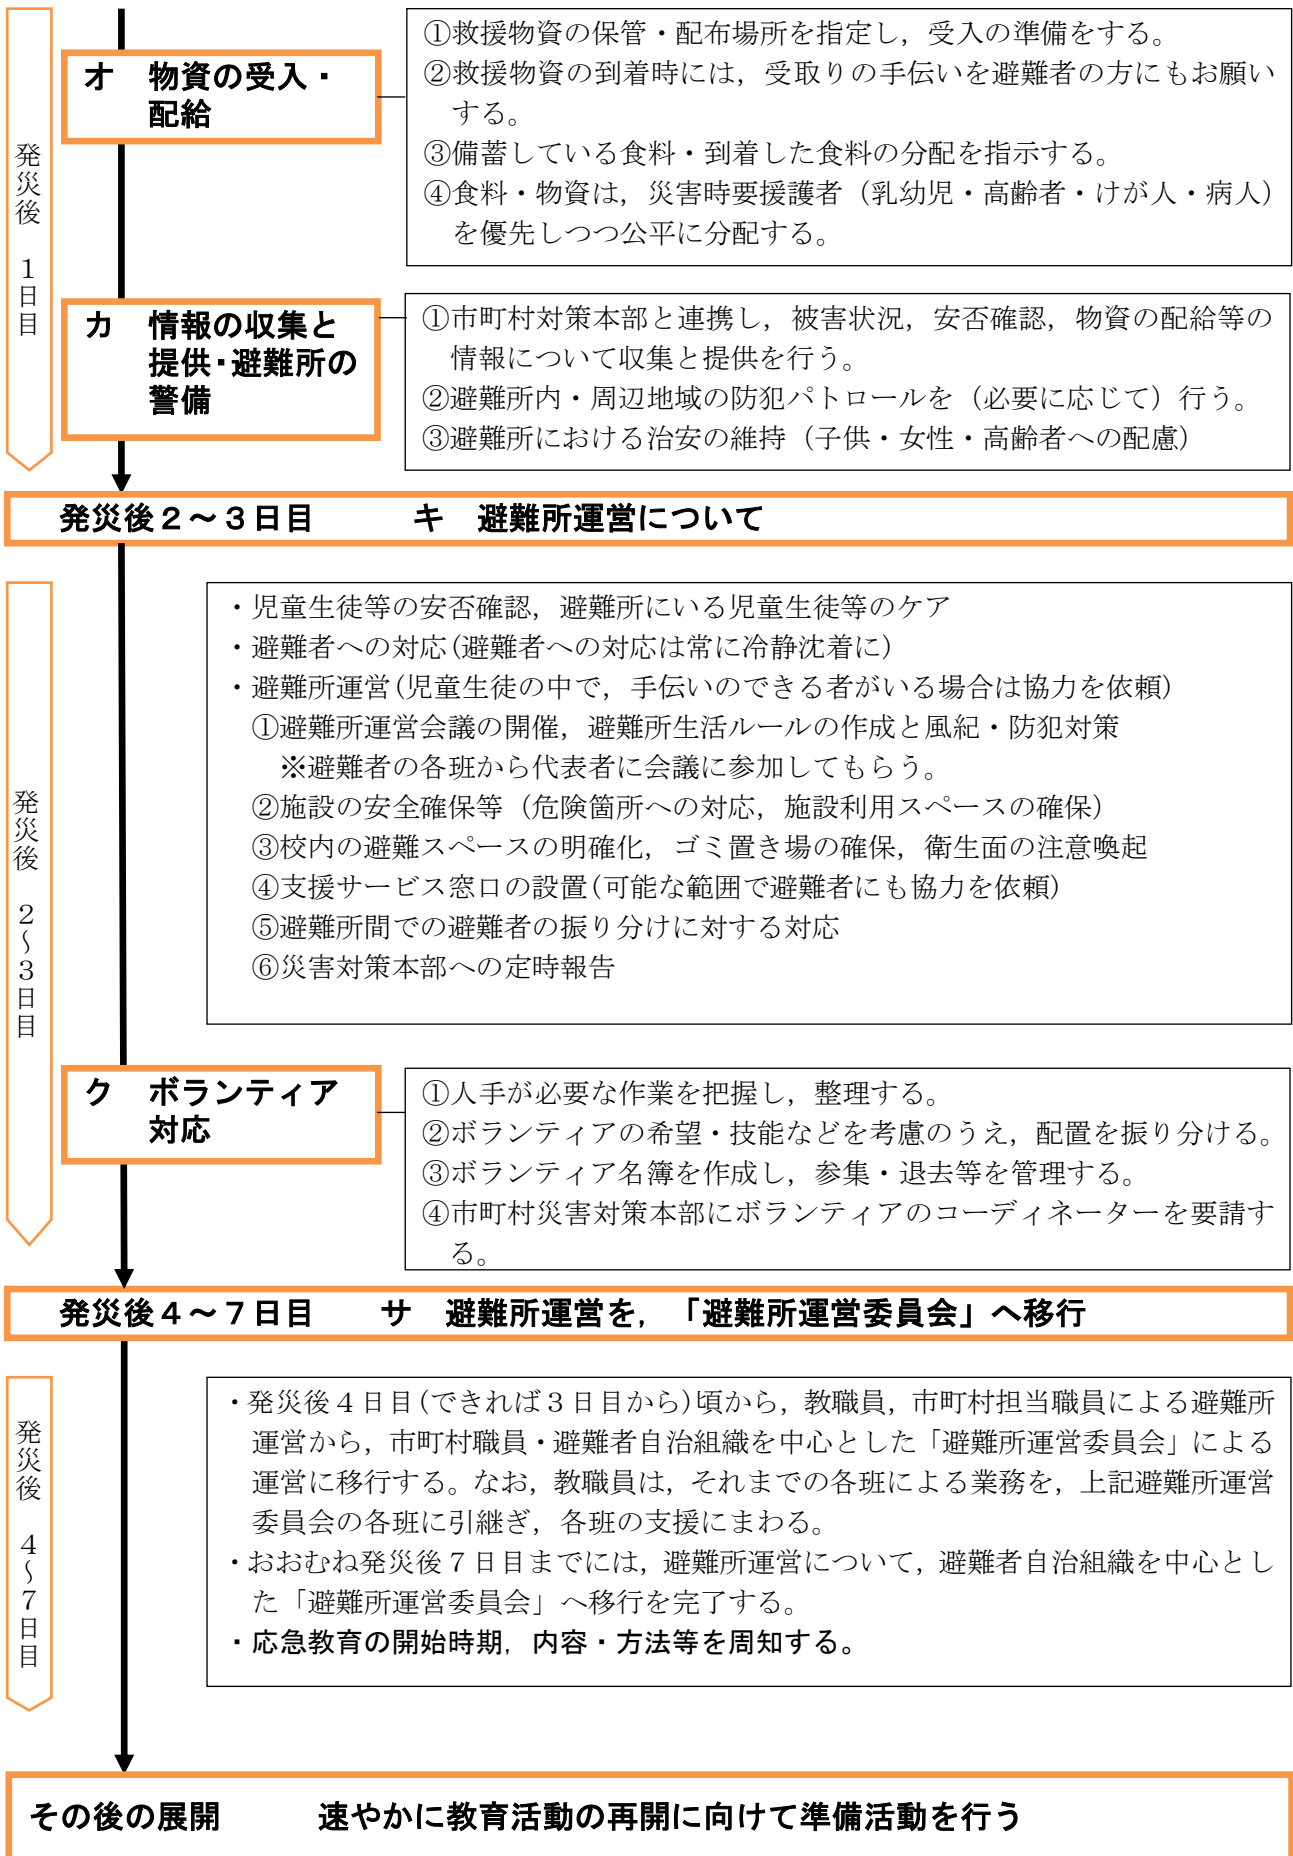 発災後　１日目
オ　物資の受入・
配給
①救援物資の保管・配布場所を指定し，受入の準備をする。
②救援物資の到着時には，受取りの手伝いを避難者の方にもお願い
する。
③備蓄している食料・到着した食料の分配を指示する。
④食料・物資は，災害時要援護者（乳幼児・高齢者・けが人・病人）
を優先しつつ公平に分配する。
カ　情報の収集と
提供・避難所の
警備
①市町村対策本部と連携し，被害状況，安否確認，物資の配給等の
情報について収集と提供を行う。
②避難所内・周辺地域の防犯パトロールを（必要に応じて）行う。
③避難所における治安の維持（子供・女性・高齢者への配慮）
発災後２～３日目　　　キ　避難所運営について
発災後　２～３日目
・児童生徒等の安否確認，避難所にいる児童生徒等のケア
・避難者への対応(避難者への対応は常に冷静沈着に)
・避難所運営(児童生徒の中で，手伝いのできる者がいる場合は協力を依頼)
①避難所運営会議の開催，避難所生活ルールの作成と風紀・防犯対策
※避難者の各班から代表者に会議に参加してもらう。
②施設の安全確保等（危険箇所への対応，施設利用スペースの確保）
③校内の避難スペースの明確化，ゴミ置き場の確保，衛生面の注意喚起
④支援サービス窓口の設置(可能な範囲で避難者にも協力を依頼)
⑤避難所間での避難者の振り分けに対する対応
⑥災害対策本部への定時報告
ク　ボランティア
対応
①人手が必要な作業を把握し，整理する。
②ボランティアの希望・技能などを考慮のうえ，配置を振り分ける。
③ボランティア名簿を作成し，参集・退去等を管理する。
④市町村災害対策本部にボランティアのコーディネーターを要請す
る。
発災後４～７日目　　サ　避難所運営を，「避難所運営委員会」へ移行
発災後　４～７日目
・発災後４日目(できれば３日目から)頃から，教職員，市町村担当職員による避難所
運営から，市町村職員・避難者自治組織を中心とした「避難所運営委員会」による
運営に移行する。なお，教職員は，それまでの各班による業務を，上記避難所運営
委員会の各班に引継ぎ，各班の支援にまわる。
・おおむね発災後７日目までには，避難所運営について，避難者自治組織を中心とし
た「避難所運営委員会」へ移行を完了する。
・応急教育の開始時期，内容・方法等を周知する。
その後の展開　　　速やかに教育活動の再開に向けて準備活動を行う